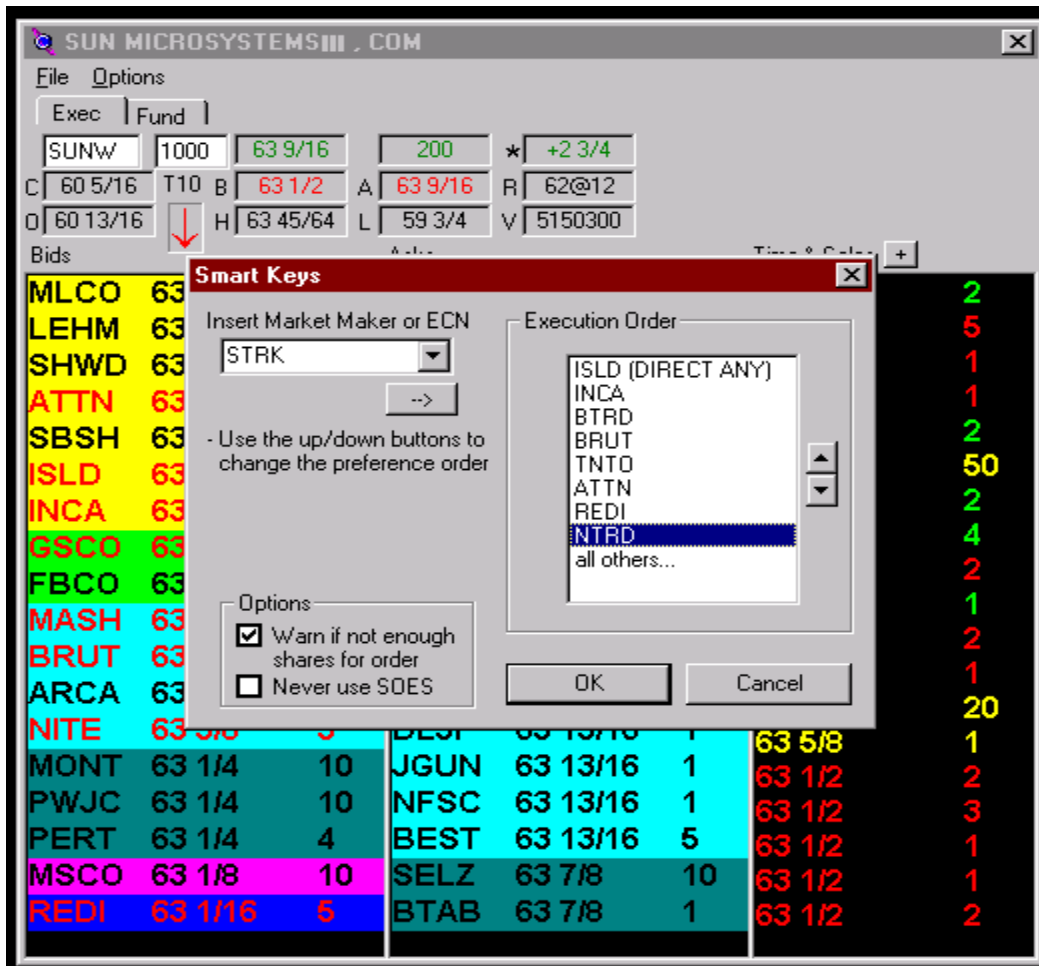 SUN MICROSYSTEMSIII , COM
File Options
Exec Fund
SUNW 1000 63 9/16 200 * +2 3/4
C 60 5/16 T10 B 63 1/2 A 63 9/16 R 62@12
O 60 13/16 H 63 45/64 L 59 3/4 V 5150300
Bids +
Smart Keys
Insert Market Maker or ECN
STRK
-->
- Use the up/down buttons to
change the preference order
Options
Warn if not enough
shares for order
Never use SOES
Execution Order
ISLD (DIRECT ANY)
INCA
BTRD
BRUT
TNTO
ATTN
REDI
NTRD
all others...
OK Cancel
MLCO 63 2
LEHM 63 5
SHWD 63 1
ATTN 63 1
SBSH 63 2
ISLD 63 50
INCA 63 2
GSCO 63 4
FBCO 63 2
1
MASH 63 2
BRUT 63 1
ARCA 63 20
NITE 63 63 5/8 1
MONT 63 1/4 10 JGUN 63 13/16 1 63 1/2 2
PWJC 63 1/4 10 NFSC 63 13/16 1 63 1/2 3
PERT 63 1/4 4 BEST 63 13/16 5 63 1/2 1
MSCO 63 1/8 10 SELZ 63 7/8 10 63 1/2 1
REDI 63 1/16 5 BTAB 63 7/8 1 63 1/2 2